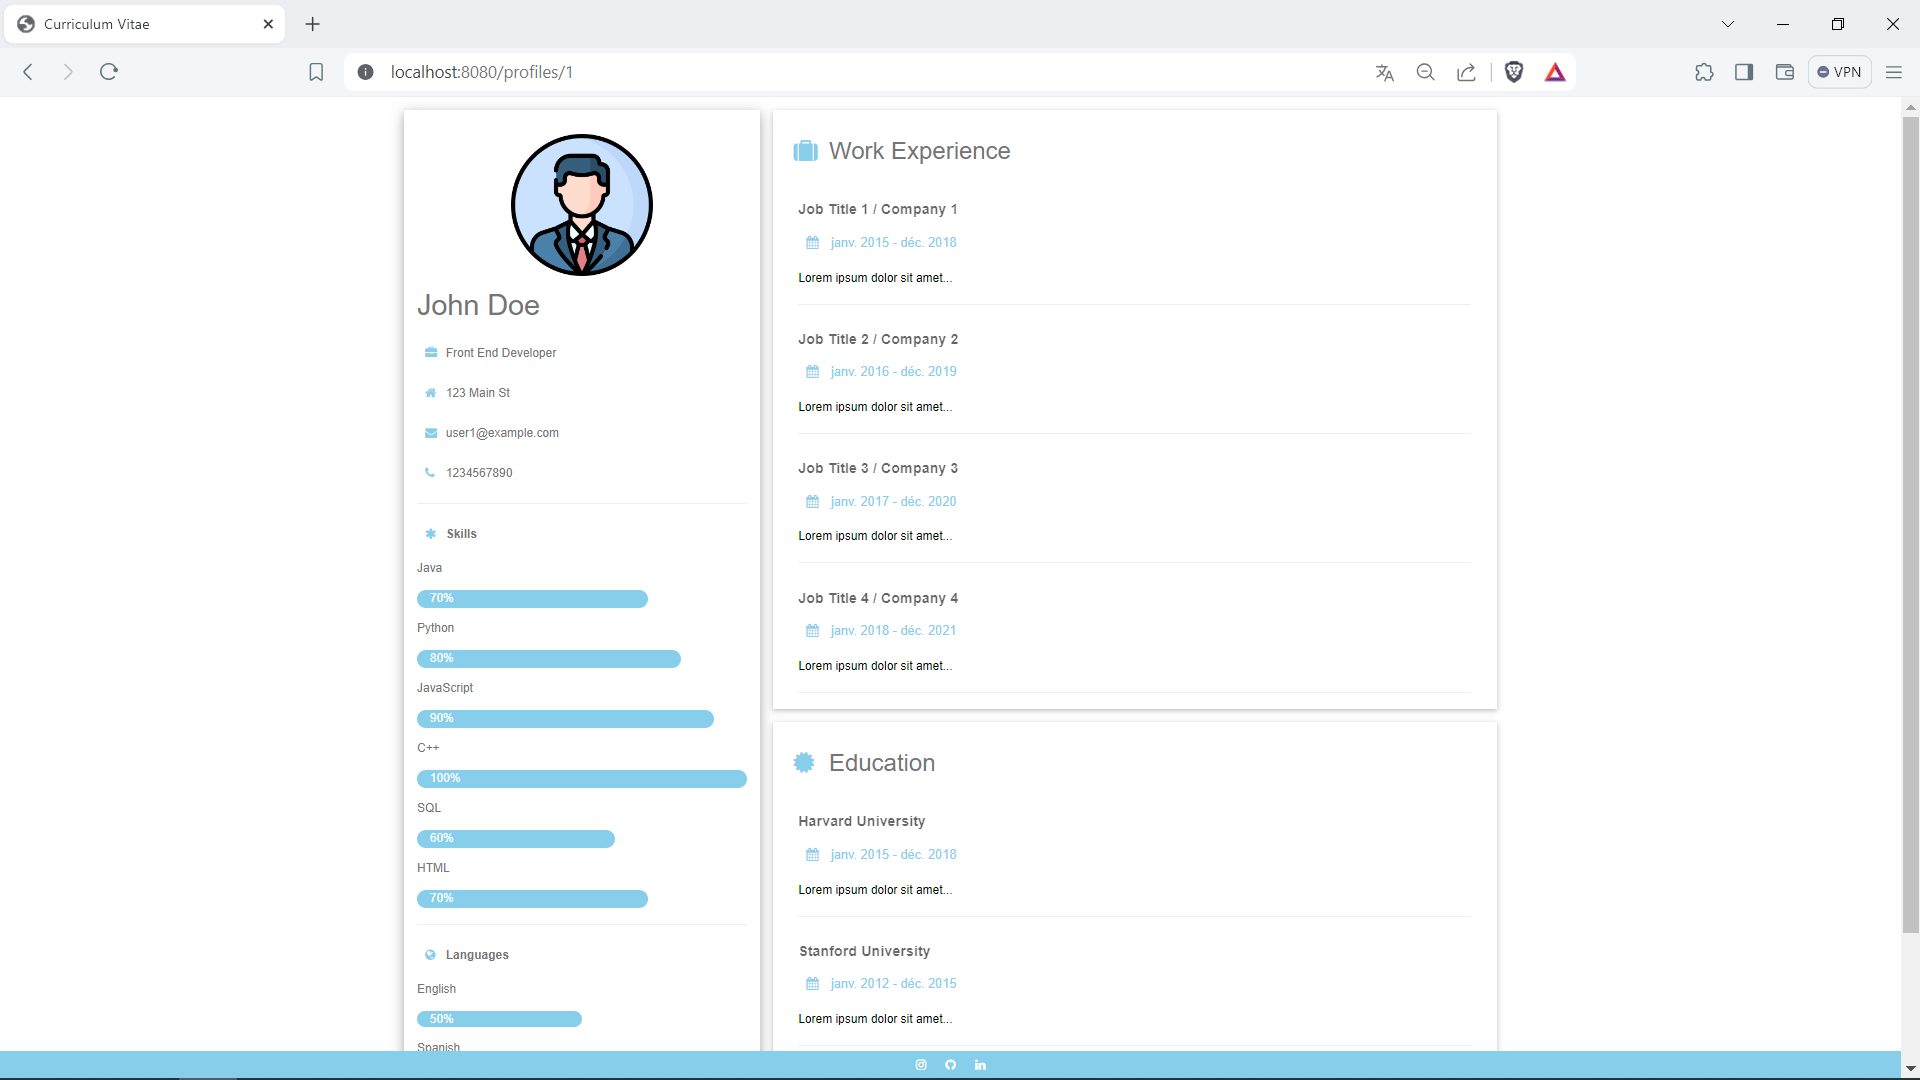 Curriculum Vitae
localhost:8080/profiles/1
VPN
John Doe
Front End Developer
123 Main St
user1@example.com
1234567890
Skills
Java
70%
Python
80%
JavaScript
90%
C++
100%
SQL
60%
HTML
70%
Languages
English
50%
Spanish
Work Experience
Job Title 1 / Company 1
janv. 2015 - déc. 2018
Lorem ipsum dolor sit amet...
Job Title 2 / Company 2
janv. 2016 - déc. 2019
Lorem ipsum dolor sit amet...
Job Title 3 / Company 3
janv. 2017 - déc. 2020
Lorem ipsum dolor sit amet...
Job Title 4 / Company 4
janv. 2018 - déc. 2021
Lorem ipsum dolor sit amet...
Education
Harvard University
janv. 2015 - déc. 2018
Lorem ipsum dolor sit amet...
Stanford University
janv. 2012 - déc. 2015
Lorem ipsum dolor sit amet...